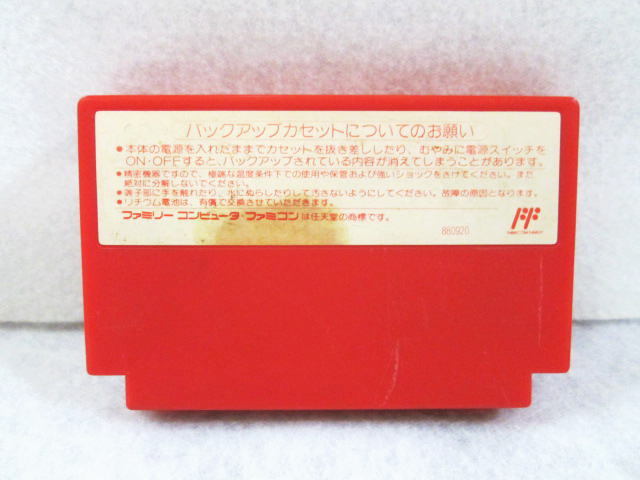 バックアップカセットについてのお願い
●本体の電源を入れたままでカセットを抜き差ししたり、むやみに電源スイッチを
ON・OFFすると、バックアップされている内容が消えてしまうことがあります。
●精密機器ですので、極端な温度条件下での使用や保管および強いショックをさけてください。また
絶対に分解しないでください。
●端子部に手を触れたり、水にぬらしたりして汚さないようにしてください。故障の原因となります。
●リチウム電池は、有償で交換させていただきます。
ファミリー コンピュータ・ファミコン は任天堂の商標です。
880920
FAMICOM FAMILY